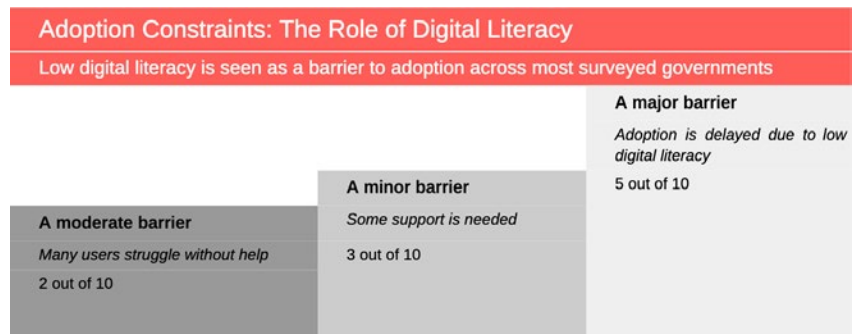 Adoption Constraints: The Role of Digital Literacy
Low digital literacy is seen as a barrier to adoption across most surveyed governments
A moderate barrier
Many users struggle without help
2 out of 10
A minor barrier
Some support is needed
3 out of 10
A major barrier
Adoption is delayed due to low
digital literacy
5 out of 10